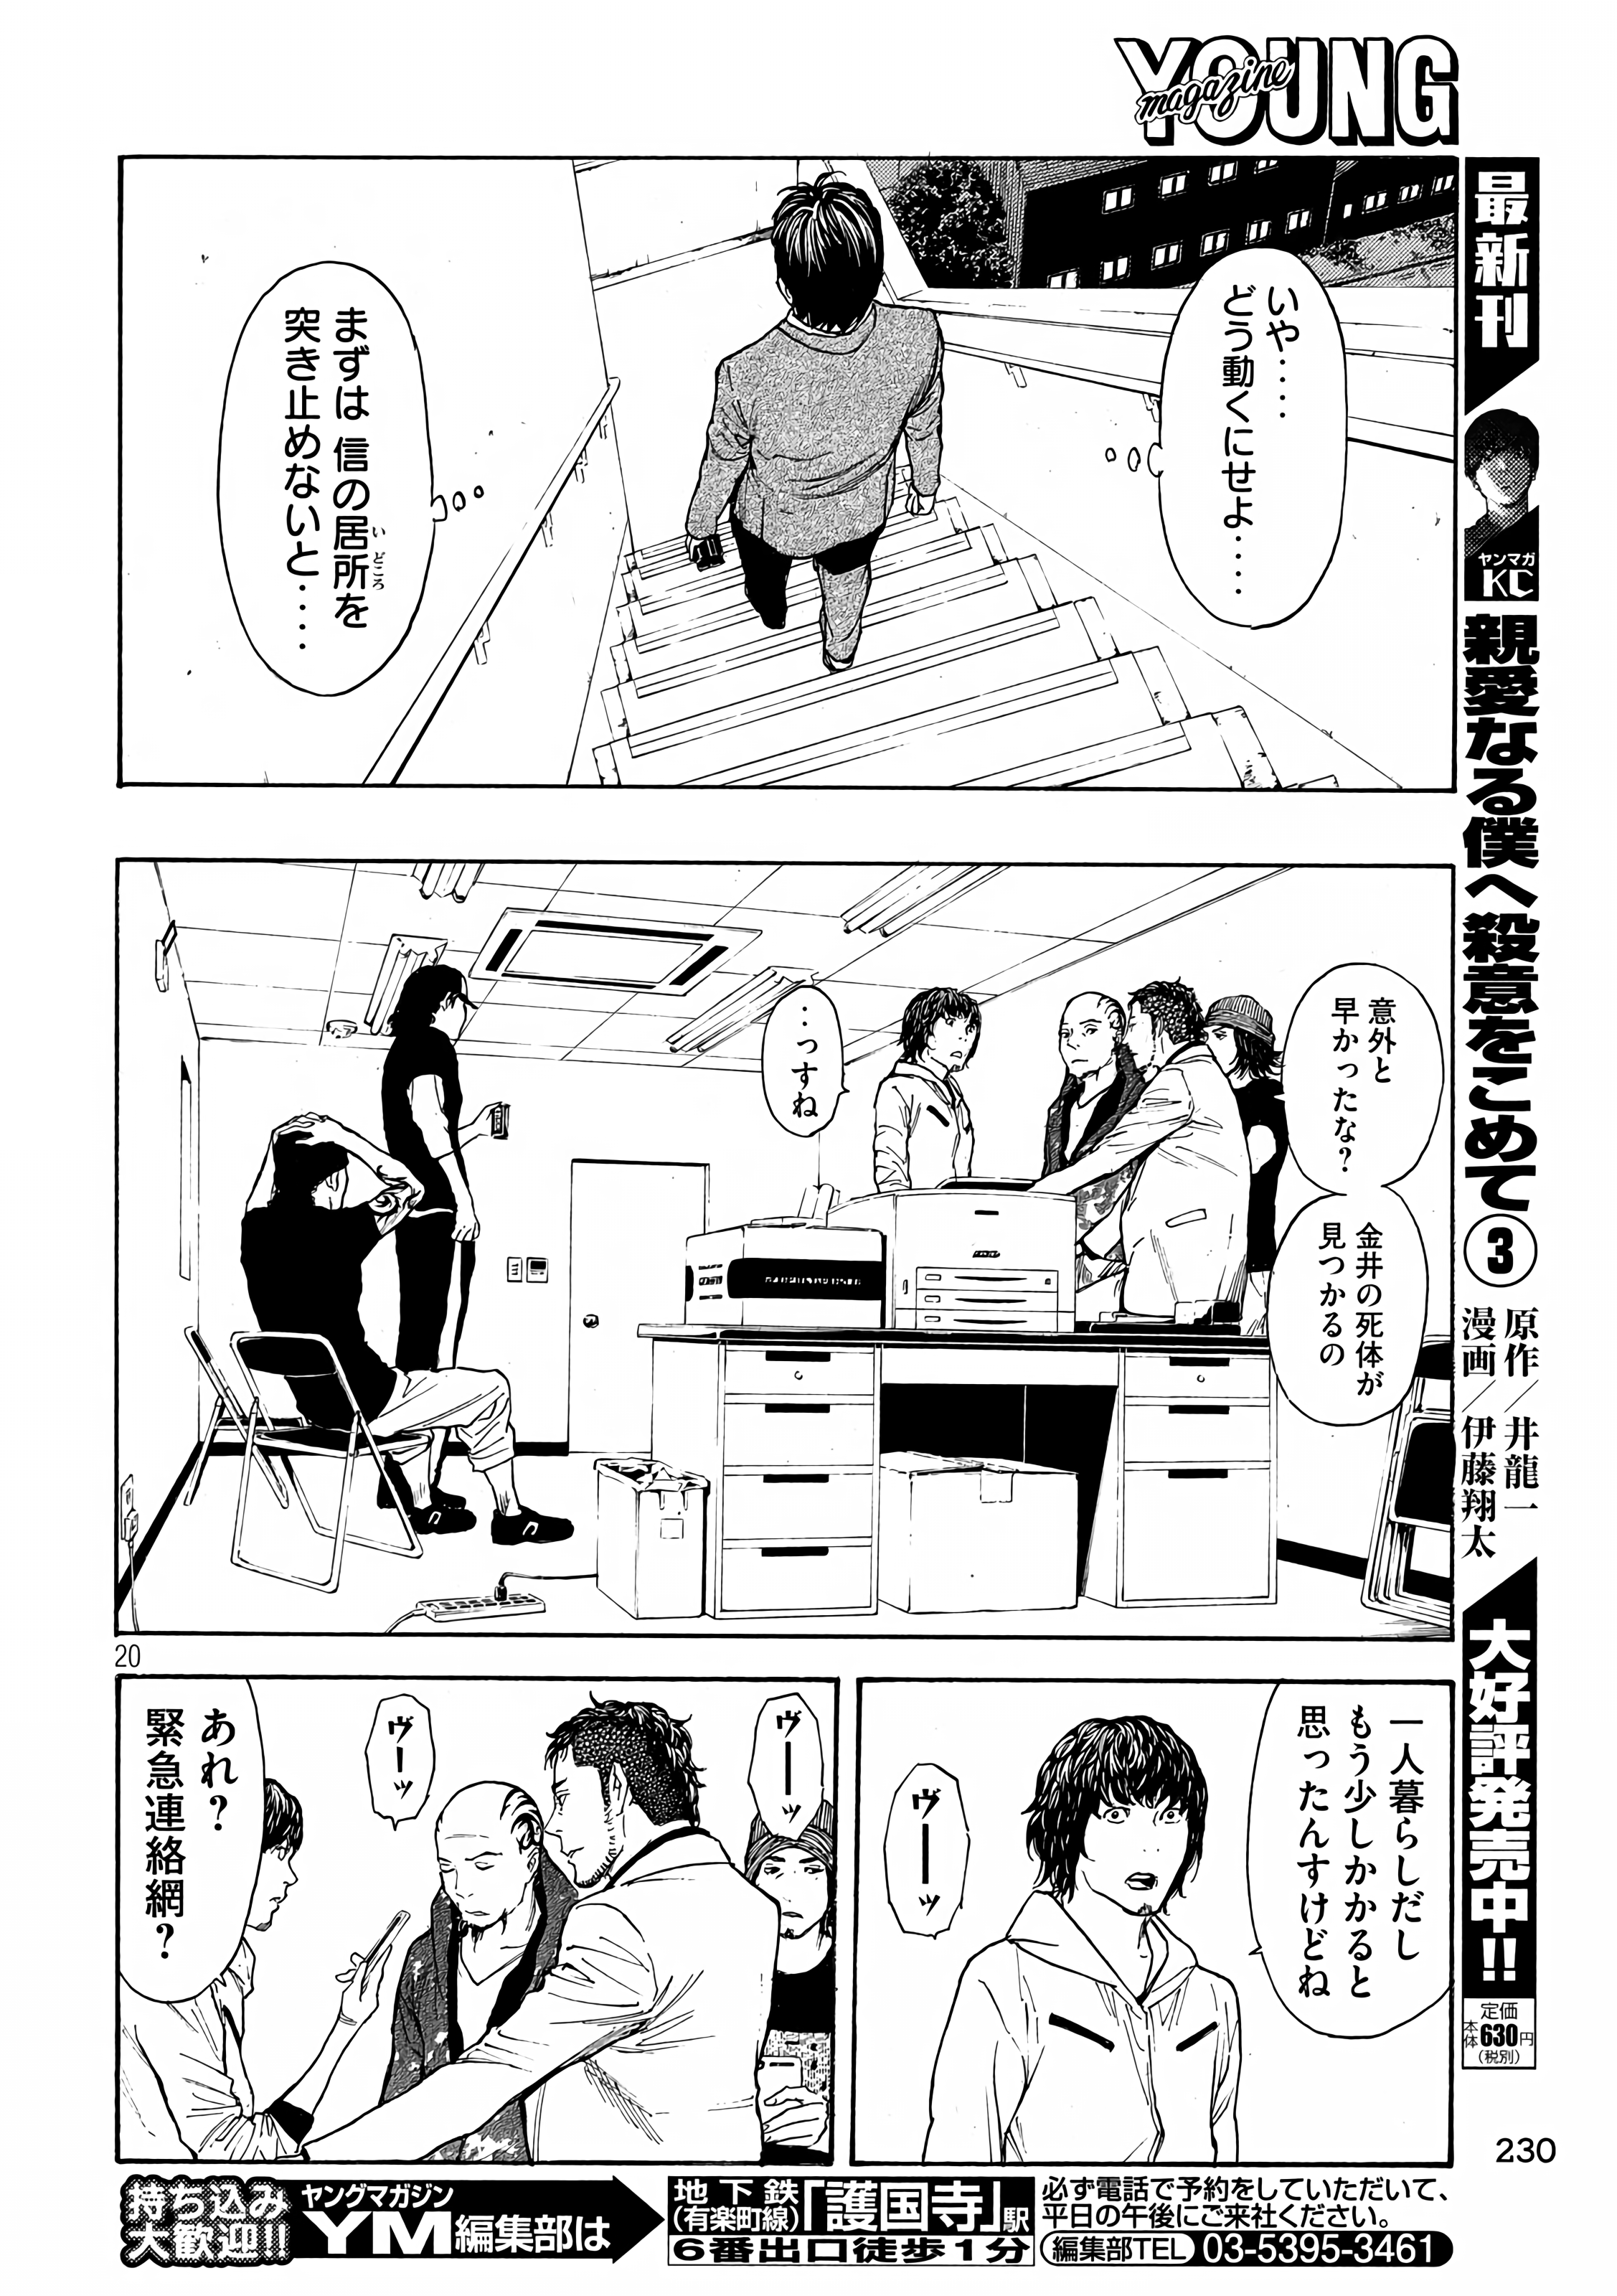 YOUNG
magazine
いや‥‥
どう動くにせよ‥‥
まずは 信の居所を
いどころ
突き止めないと‥‥
意外と
早かったな?
金井の死体が
見つかるの
‥っすね
20
一人暮らしだし
もう少しかかると
思ったんすけどね
ヴーーッ
ヴーーッ
ヴーッ
あれ?
緊急連絡網?
最新刊
ヤンマガ
KC
親愛なる僕へ殺意をこめて③
原作/井龍一
漫画/伊藤翔太
大好評発売中!!
定価
本体630円
(税別)
230
持ち込み
大歓迎!!
ヤングマガジン
YM編集部は
地下鉄
(有楽町線)
「護国寺」駅
6番出口徒歩1分
必ず電話で予約をしていただいて、
平日の午後にご来社ください。
編集部TEL 03-5395-3461